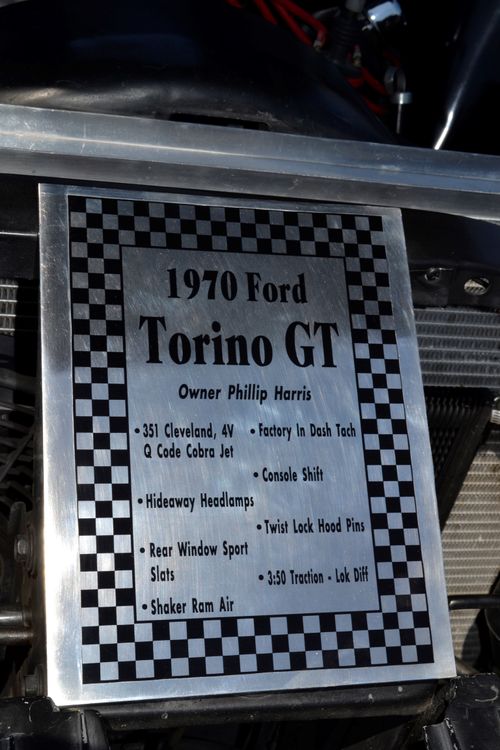 1970 Ford
Torino GT
Owner Phillip Harris
• 351 Cleveland, 4V
Q Code Cobra Jet
• Hideaway Headlamps
• Rear Window Sport
Slats
• Shaker Ram Air
• Factory In Dash Tach
• Console Shift
• Twist Lock Hood Pins
• 3:50 Traction - Lok Diff